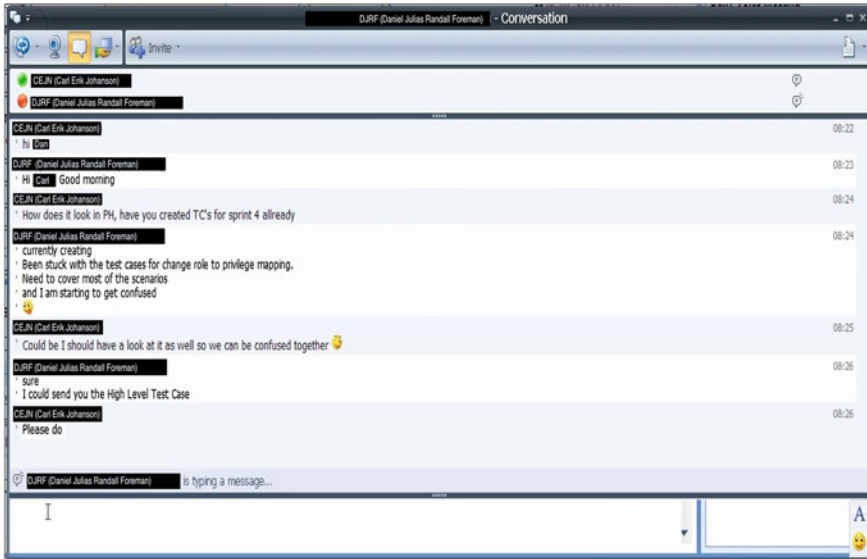 DJRF (Daniel Julias Randall Foreman) - Conversation
Invite
CEJN (Carl Erik Johanson)
DJRF (Daniel Julias Randall Foreman)
CEJN (Carl Erik Johanson) 08:22
hi Dan
DJRF (Daniel Julias Randall Foreman) 08:23
Hi Carl Good morning
CEJN (Carl Erik Johanson) 08:24
How does it look in PH, have you created TC's for sprint 4 allready
DJRF (Daniel Julias Randall Foreman) 08:24
currently creating
Been stuck with the test cases for change role to privilege mapping.
Need to cover most of the scenarios
and I am starting to get confused
CEJN (Carl Erik Johanson) 08:25
Could be I should have a look at it as well so we can be confused together
DJRF (Daniel Julias Randall Foreman) 08:26
sure
I could send you the High Level Test Case
CEJN (Carl Erik Johanson) 08:26
Please do
DJRF (Daniel Julias Randall Foreman) is typing a message...
A